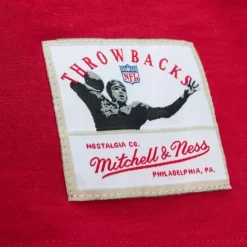 THROWBACKS
NFL
NOSTALGIA CO.
Mitchell & Ness
PHILADELPHIA, PA.